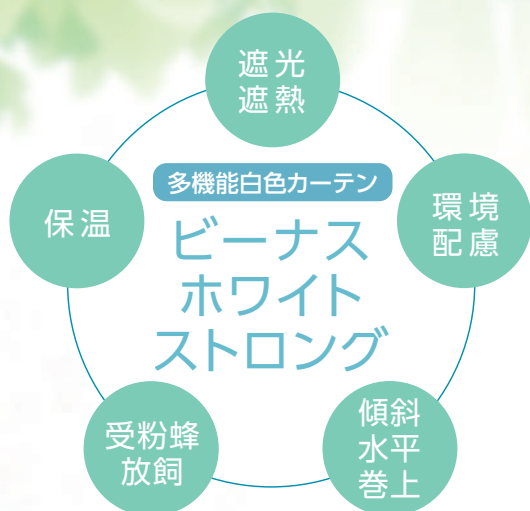 遮光
遮熱
多機能白色カーテン
ビーナス
ホワイト
ストロング
保温
環境
配慮
受粉蜂
放飼
傾斜
水平
巻上